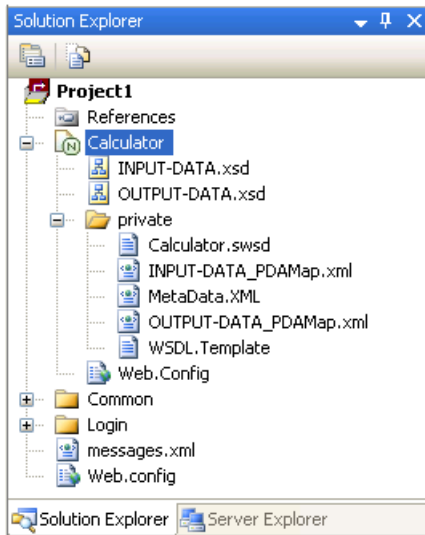 Solution Explorer
Project1
References
Calculator
INPUT-DATA.xsd
OUTPUT-DATA.xsd
private
Calculator.swsd
INPUT-DATA_PDAMap.xml
MetaData.XML
OUTPUT-DATA_PDAMap.xml
WSDL.Template
Web.Config
Common
Login
messages.xml
Web.config
Solution Explorer Server Explorer